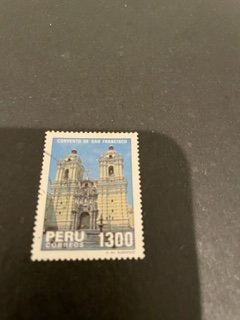 CONVENTO DE SAN FRANCISCO
PERU
CORREOS
1300